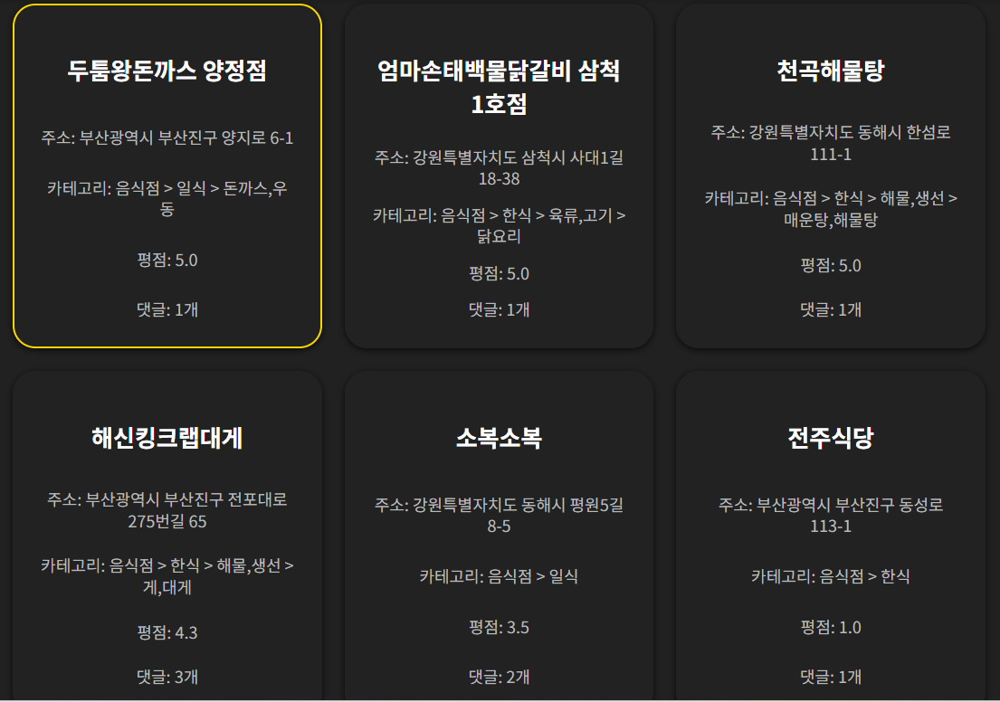 두툼왕돈까스 양정점
주소: 부산광역시 부산진구 양지로 6-1
카테고리: 음식점 > 일식 > 돈까스,우
동
평점: 5.0
댓글: 1개
엄마손태백물닭갈비 삼척
1호점
주소: 강원특별자치도 삼척시 사대1길
18-38
카테고리: 음식점 > 한식 > 육류,고기 >
닭요리
평점: 5.0
댓글: 1개
천곡해물탕
주소: 강원특별자치도 동해시 한섬로
111-1
카테고리: 음식점 > 한식 > 해물,생선 >
매운탕,해물탕
평점: 5.0
댓글: 1개
해신킹크랩대게
주소: 부산광역시 부산진구 전포대로
275번길 65
카테고리: 음식점 > 한식 > 해물,생선 >
게,대게
평점: 4.3
댓글: 3개
소복소복
주소: 강원특별자치도 동해시 평원5길
8-5
카테고리: 음식점 > 일식
평점: 3.5
댓글: 2개
전주식당
주소: 부산광역시 부산진구 동성로
113-1
카테고리: 음식점 > 한식
평점: 1.0
댓글: 1개